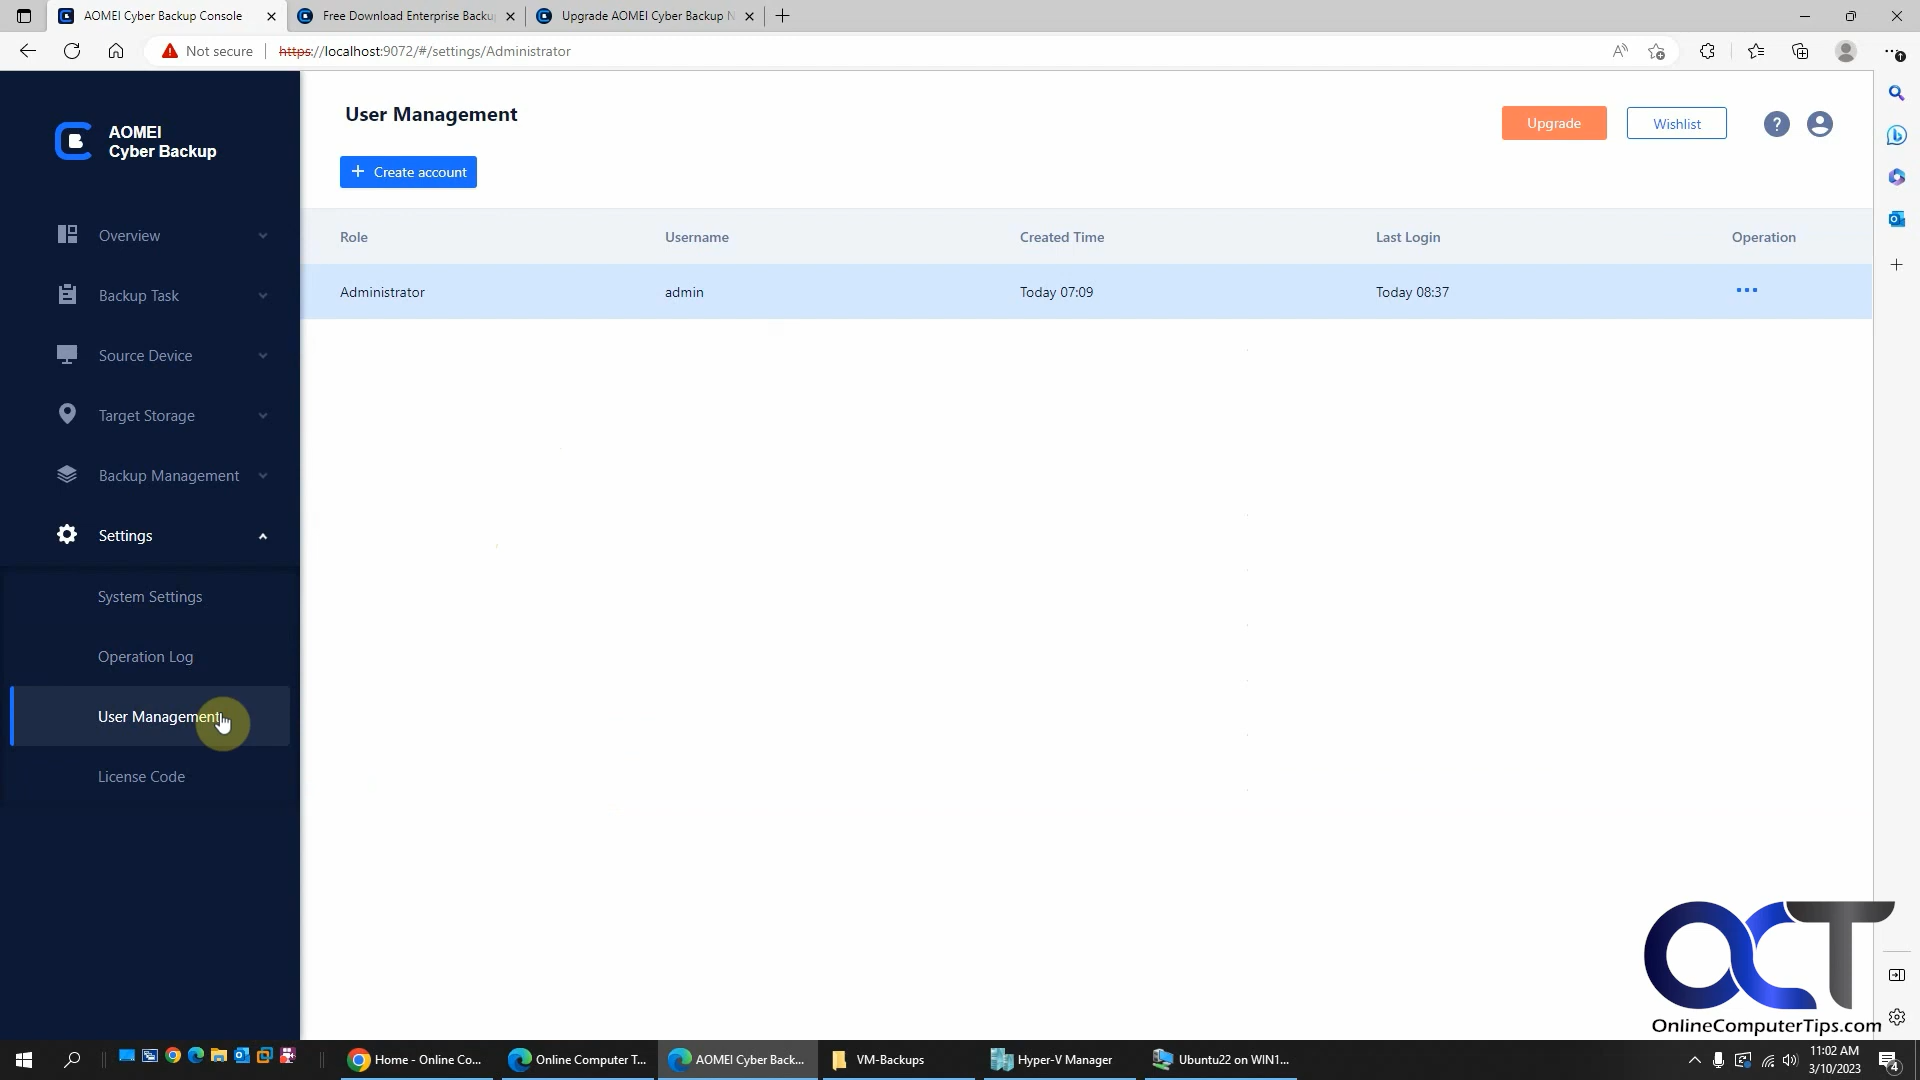 AOMEI Cyber Backup Console
Free Download Enterprise Backu
Upgrade AOMEI Cyber Backup N
Not secure
https://localhost:9072/#/settings/Administrator
AOMEI
Cyber Backup
Overview
Backup Task
Source Device
Target Storage
Backup Management
Settings
System Settings
Operation Log
User Management
License Code
User Management
Upgrade
Wishlist
?
+ Create account
Role Username Created Time Last Login Operation
Administrator admin Today 07:09 Today 08:37 ...
OCT
OnlineComputerTips.com
Home - Online Co...
Online Computer T...
AOMEI Cyber Back...
VM-Backups
Hyper-V Manager
Ubuntu22 on WIN1...
11:02 AM
3/10/2023
4